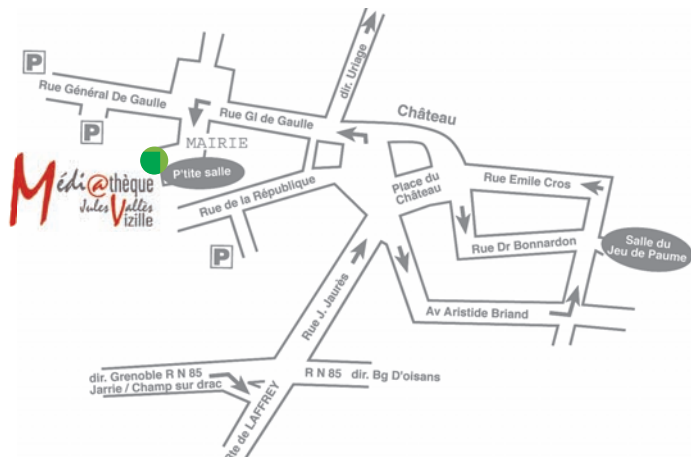 dir. Uriage
P
Rue Général De Gaulle
Rue Gl de Gaulle
Château
P
MAIRIE
P'tite salle
Médi@thèque
Jules Vallès
Vizille
Rue de la République
Place du
Château
Rue Emile Cros
Rue Dr Bonnardon
Salle du
Jeu de Paume
P
Rue J. Jaurès
Av Aristide Briand
dir. Grenoble R N 85
Jarrie / Champ sur drac
R N 85 dir. Bg D'oisans
Rte de LAFFREY